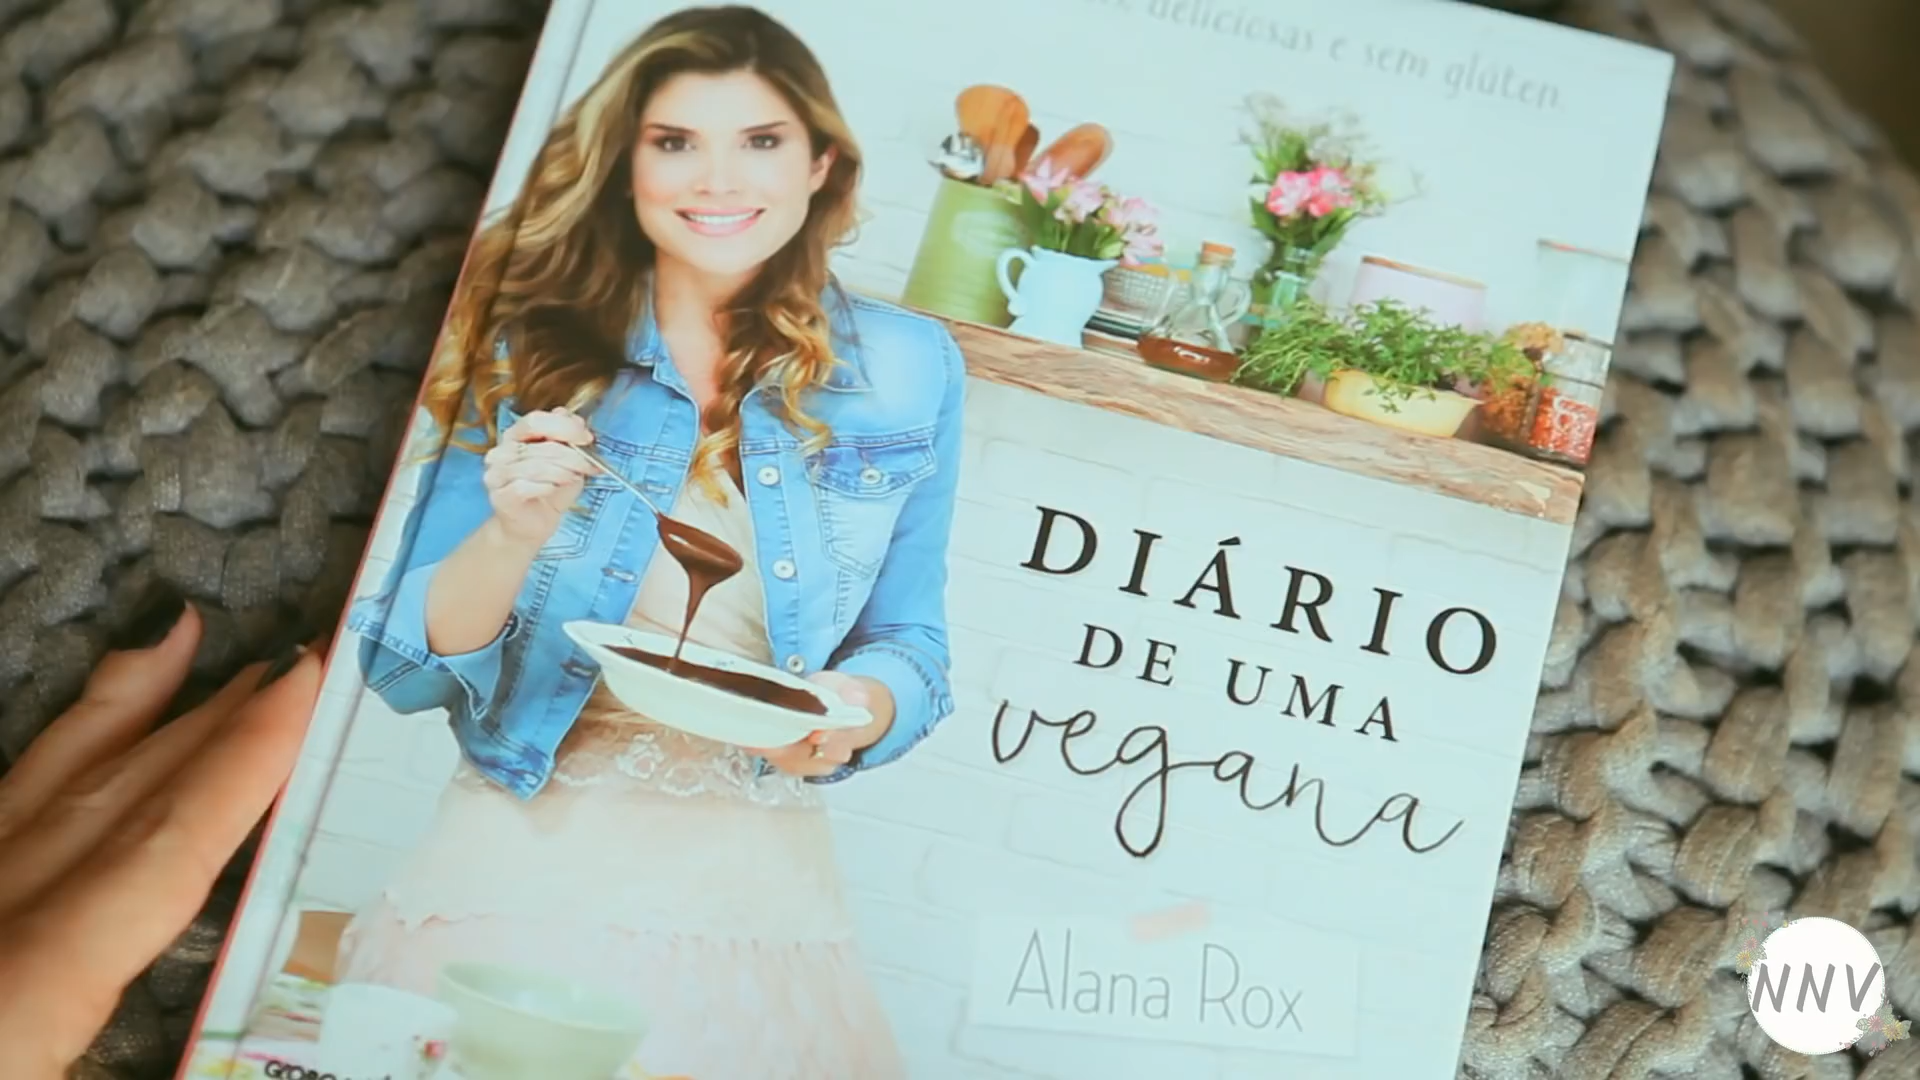 deliciosas e sem glúten.
DIÁRIO
DE UMA
vegana
Alana Rox
NNV